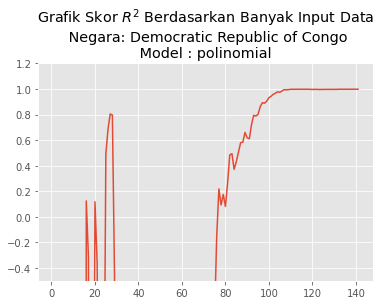 Grafik Skor R² Berdasarkan Banyak Input Data
Negara: Democratic Republic of Congo
Model : polinomial
1.2
1.0
0.8
0.6
0.4
0.2
0.0
−0.2
−0.4
0 20 40 60 80 100 120 140